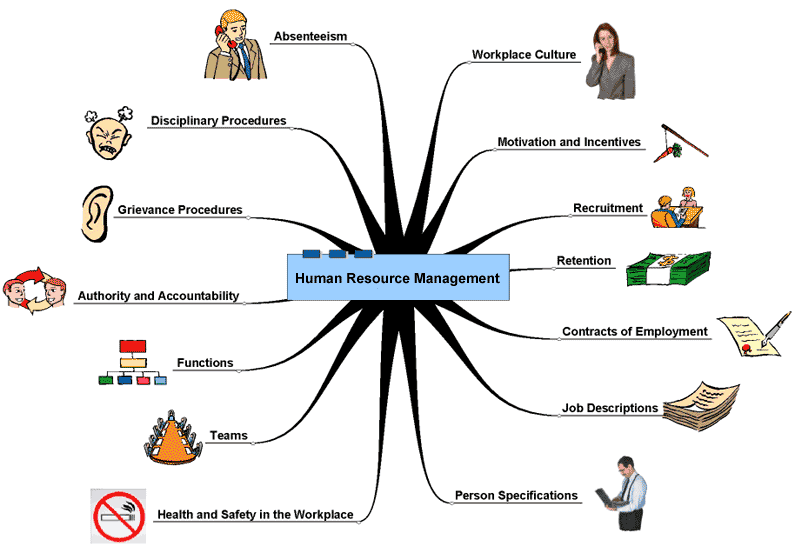 Absenteeism
Workplace Culture
Disciplinary Procedures
Motivation and Incentives
Grievance Procedures
Recruitment
Retention
Human Resource Management
Authority and Accountability
Contracts of Employment
Functions
Job Descriptions
Teams
Person Specifications
Health and Safety in the Workplace